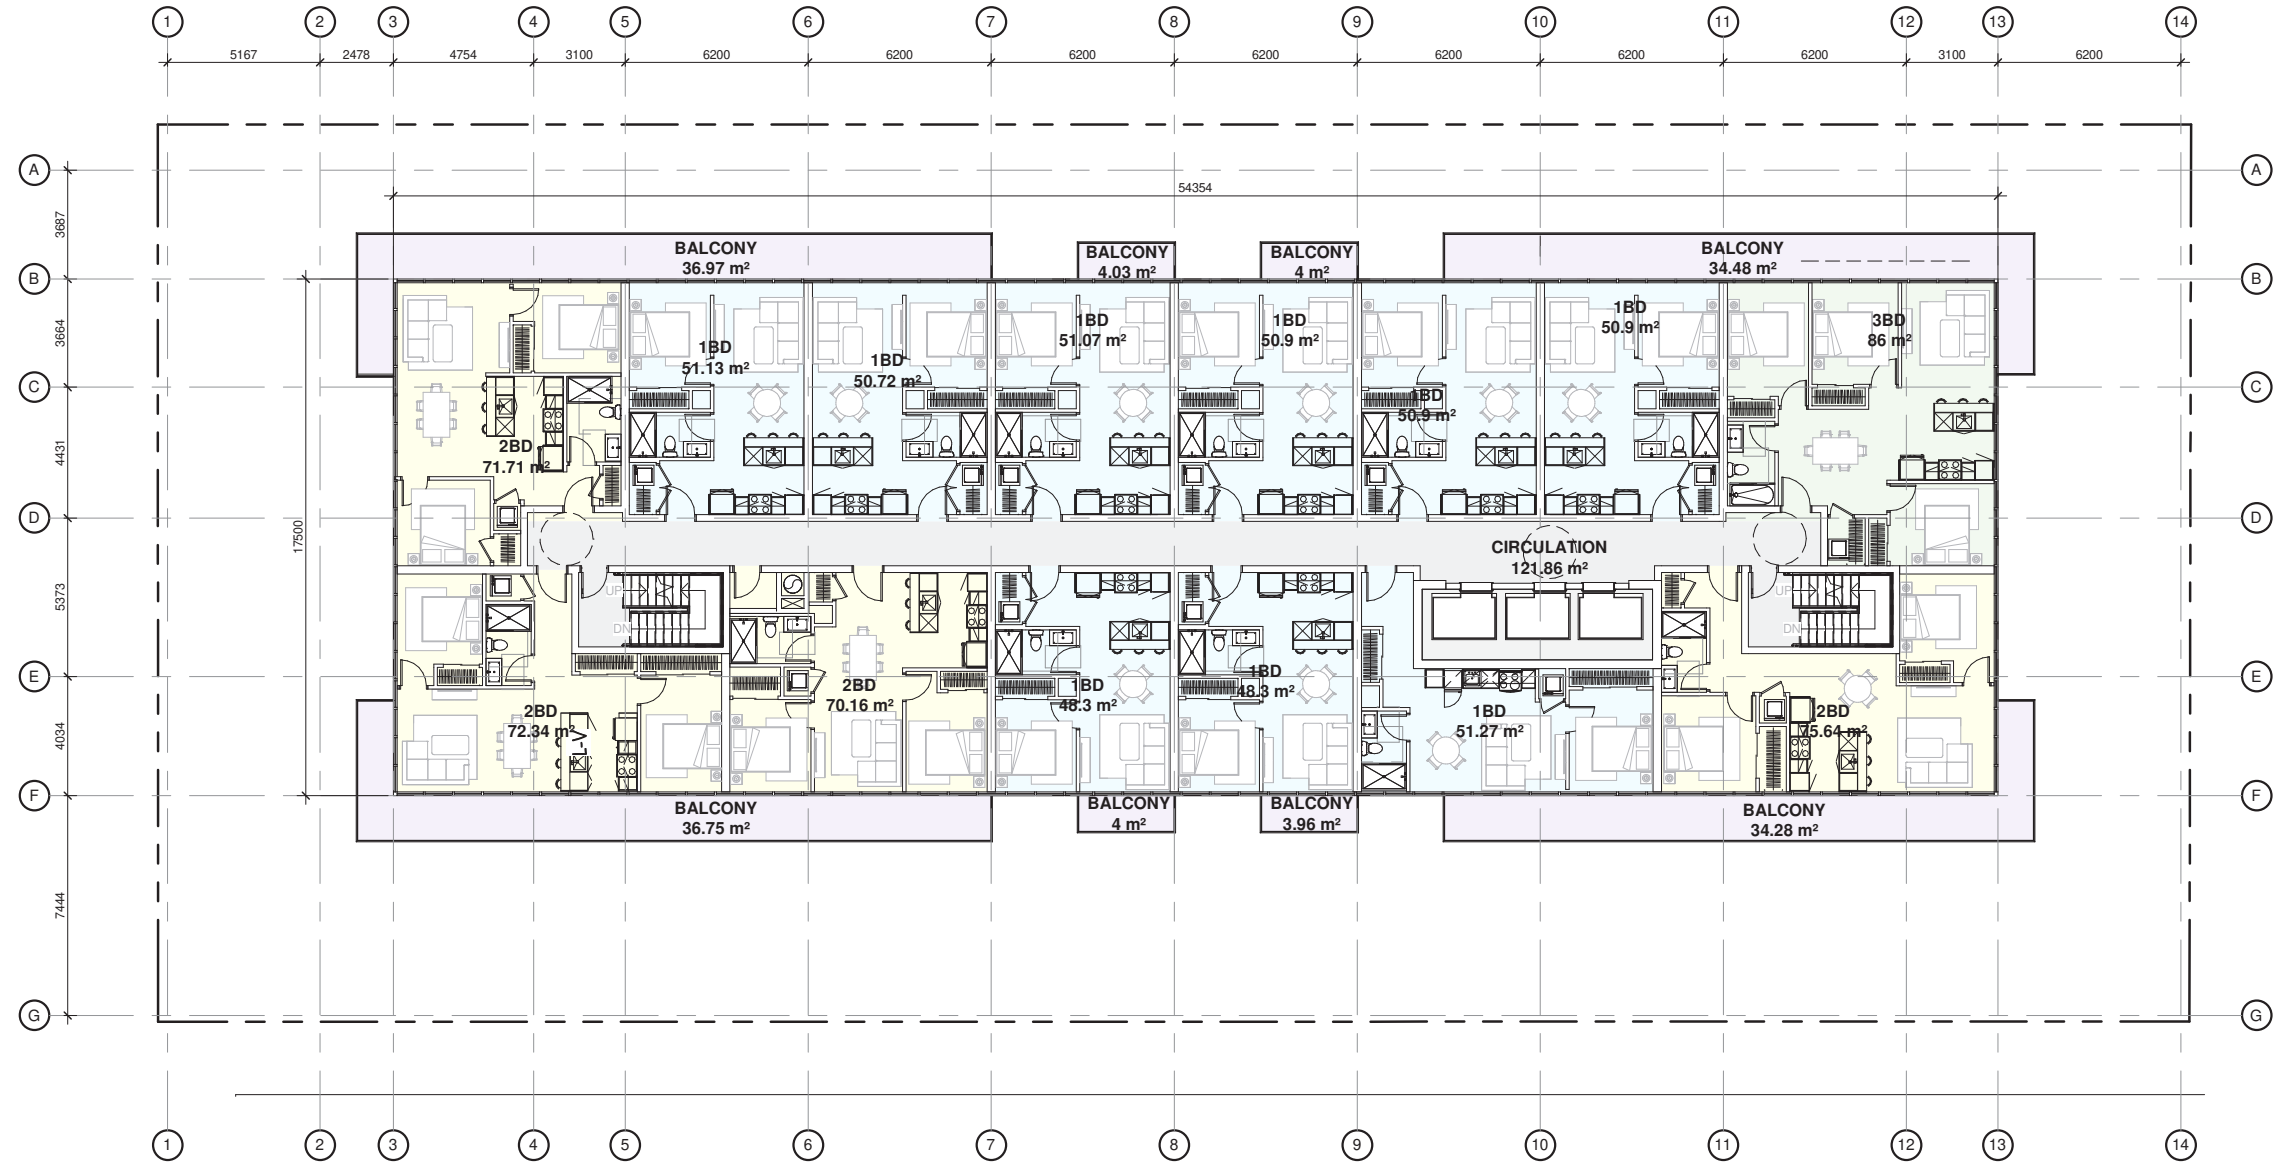 1 2 3 4 5 6 7 8 9 10 11 12 13 14
5167 2478 4754 3100 6200 6200 6200 6200 6200 6200 6200 3100 6200
A A
54354
3687
BALCONY
36.97 m²
BALCONY
4.03 m²
BALCONY
4 m²
BALCONY
34.48 m²
B B
3664
1BD
51.13 m²
1BD
50.72 m²
1BD
51.07 m²
1BD
50.9 m²
1BD
50.9 m²
1BD
50.9 m²
3BD
86 m²
C C
4431
2BD
71.71 m²
D D
17500
CIRCULATION
121.86 m²
5373
UP
DN
UP
DN
E E
4034
2BD
72.34 m²
L-V
2BD
70.16 m²
1BD
48.3 m²
1BD
48.3 m²
1BD
51.27 m²
2BD
75.64 m²
F F
BALCONY
36.75 m²
BALCONY
4 m²
BALCONY
3.96 m²
BALCONY
34.28 m²
7444
G G
1 2 3 4 5 6 7 8 9 10 11 12 13 14